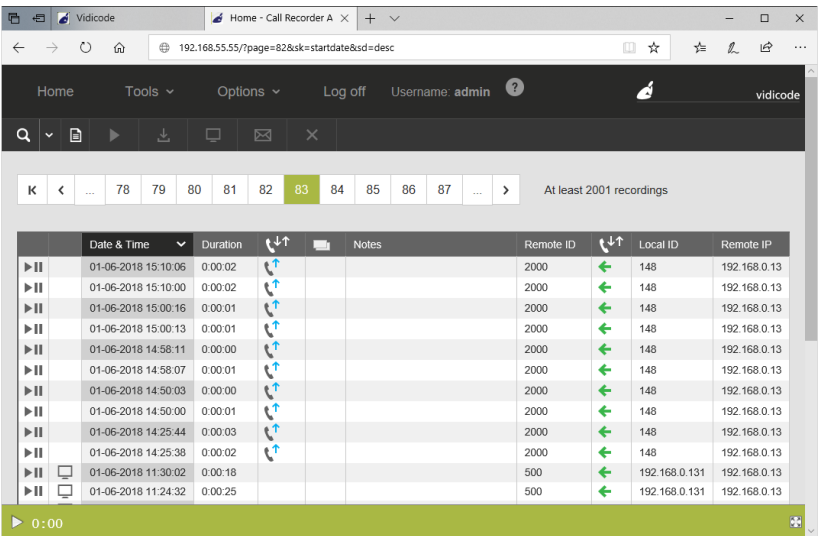 Vidicode Home - Call Recorder A
192.168.55.55/?page=82&sk=startdate&sd=desc
Home Tools Options Log off Username: admin ? vidicode
... 78 79 80 81 82 83 84 85 86 87 ... At least 2001 recordings
Date & Time Duration Notes Remote ID Local ID Remote IP
01-06-2018 15:10:06 0:00:02 2000 148 192.168.0.13
01-06-2018 15:10:00 0:00:02 2000 148 192.168.0.13
01-06-2018 15:00:16 0:00:01 2000 148 192.168.0.13
01-06-2018 15:00:13 0:00:01 2000 148 192.168.0.13
01-06-2018 14:58:11 0:00:00 2000 148 192.168.0.13
01-06-2018 14:58:07 0:00:01 2000 148 192.168.0.13
01-06-2018 14:50:03 0:00:00 2000 148 192.168.0.13
01-06-2018 14:50:00 0:00:01 2000 148 192.168.0.13
01-06-2018 14:25:44 0:00:03 2000 148 192.168.0.13
01-06-2018 14:25:38 0:00:02 2000 148 192.168.0.13
01-06-2018 11:30:02 0:00:18 500 192.168.0.131 192.168.0.13
01-06-2018 11:24:32 0:00:25 500 192.168.0.131 192.168.0.13
0:00